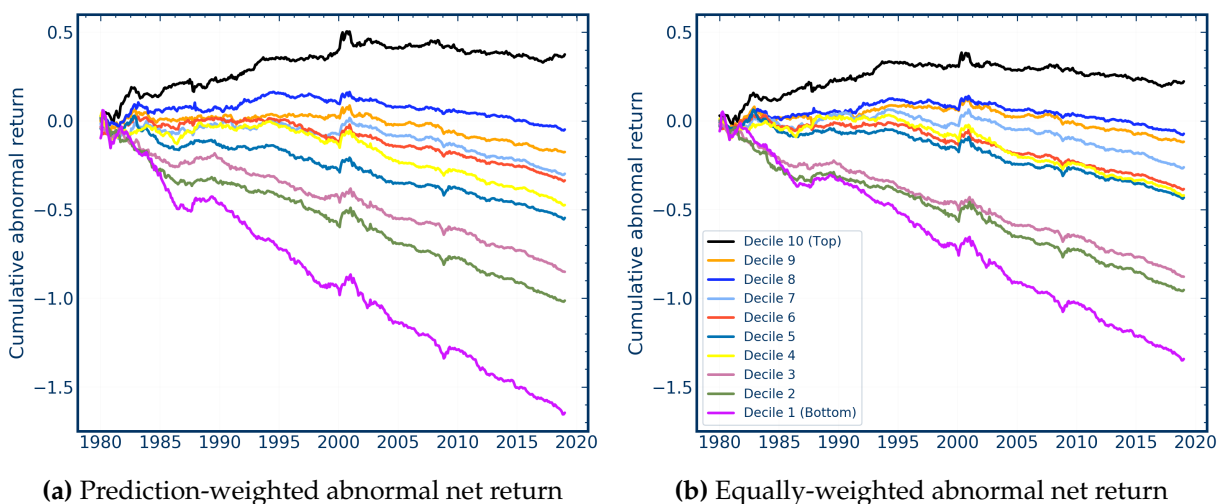 0.5
0.0
−0.5
−1.0
−1.5
Cumulative abnormal return
1980 1985 1990 1995 2000 2005 2010 2015 2020
(a) Prediction-weighted abnormal net return
0.5
0.0
−0.5
−1.0
−1.5
Cumulative abnormal return
Decile 10 (Top)
Decile 9
Decile 8
Decile 7
Decile 6
Decile 5
Decile 4
Decile 3
Decile 2
Decile 1 (Bottom)
1980 1985 1990 1995 2000 2005 2010 2015 2020
(b) Equally-weighted abnormal net return